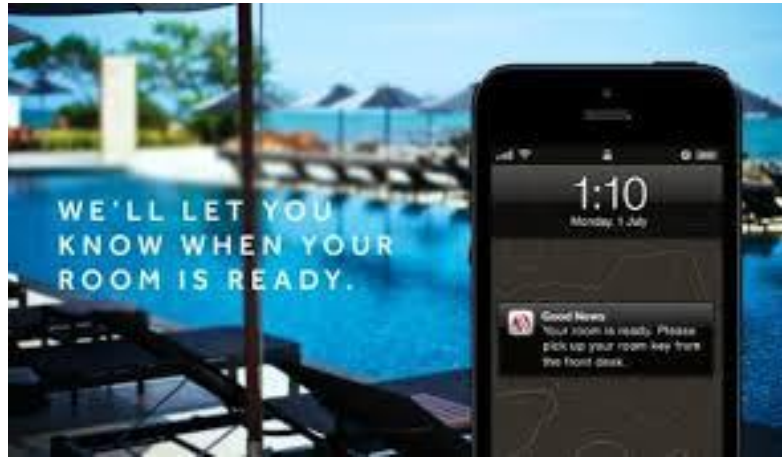 WE'LL LET YOU
KNOW WHEN YOUR
ROOM IS READY.
1:10
Monday, 1 July
Good News
Your room is ready. Please
pick up your room key from
the front desk.